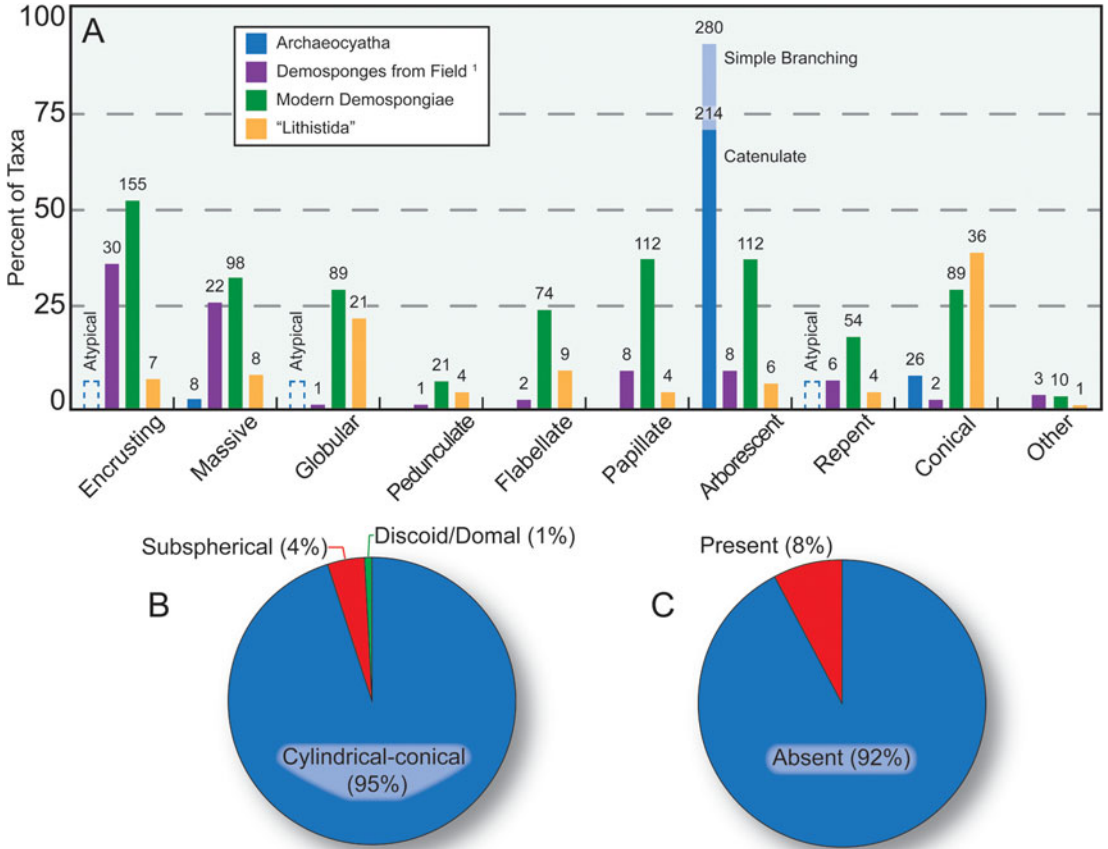 A
100
75
50
25
0
Percent of Taxa
Archaeocyatha
Demosponges from Field ¹
Modern Demospongiae
“Lithistida”
280
Simple Branching
214
Catenulate
Atypical
30
155
7
8
22
98
8
Atypical
1
89
21
1
21
4
2
74
9
8
112
4
8
112
6
Atypical
6
54
4
26
2
89
36
3
10
1
Encrusting
Massive
Globular
Pedunculate
Flabellate
Papillate
Arborescent
Repent
Conical
Other
B
Subspherical (4%)
Discoid/Domal (1%)
Cylindrical-conical
(95%)
C
Present (8%)
Absent (92%)